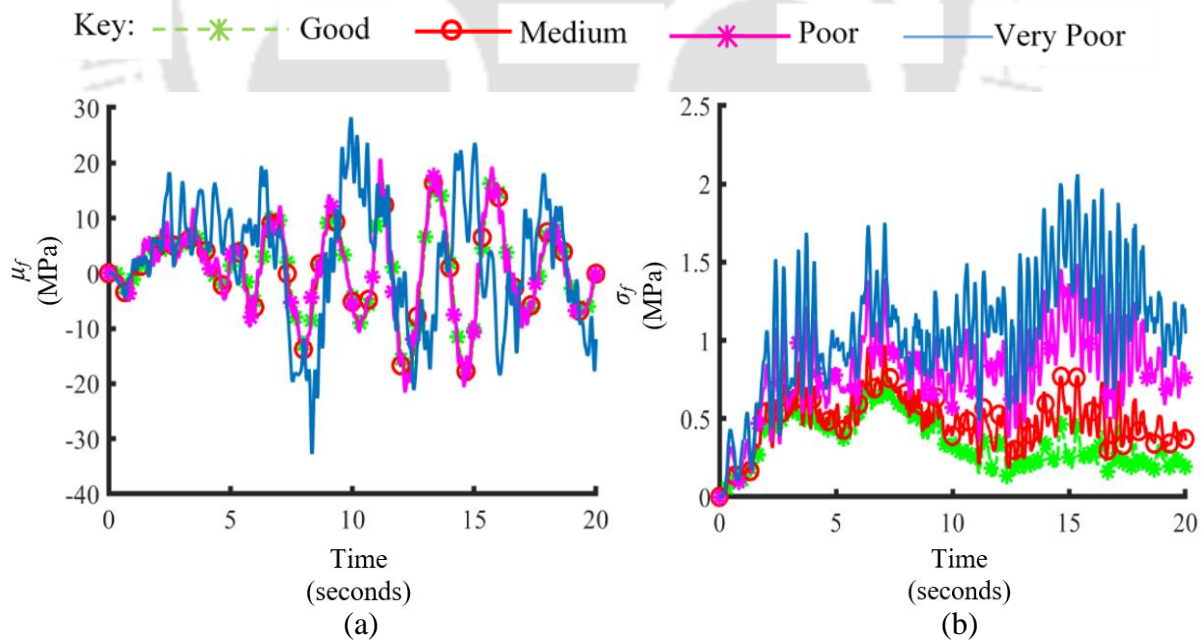 Key: Good Medium Poor Very Poor
30
20
10
0
-10
-20
-30
-40
μf
(MPa)
0 5 10 15 20
Time
(seconds)
(a)
2.5
2
1.5
1
0.5
0
σf
(MPa)
0 5 10 15 20
Time
(seconds)
(b)